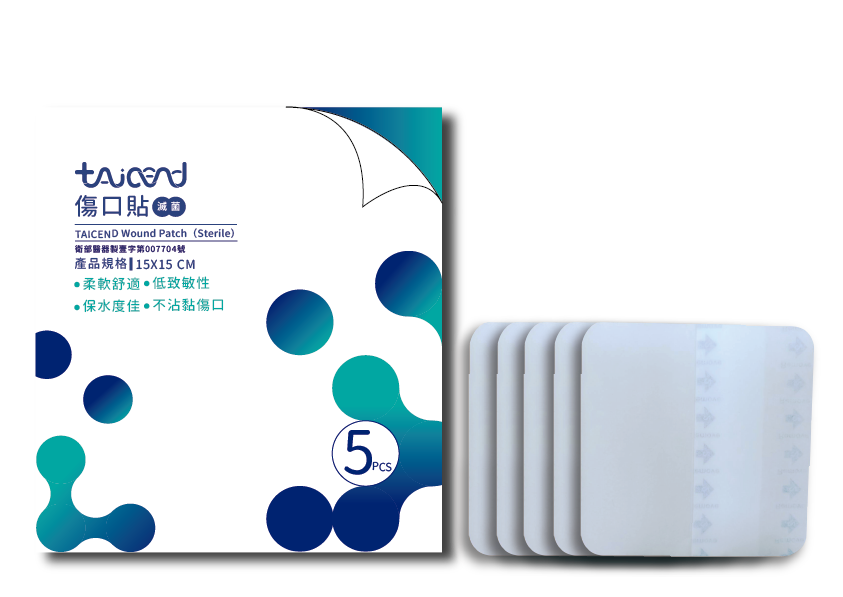 taicend
傷口貼 滅菌
TAICEND Wound Patch（Sterile）
衛部醫器製壹字第007704號
產品規格 15X15 CM
●柔軟舒適●低致敏性
●保水度佳●不沾黏傷口
5PCS